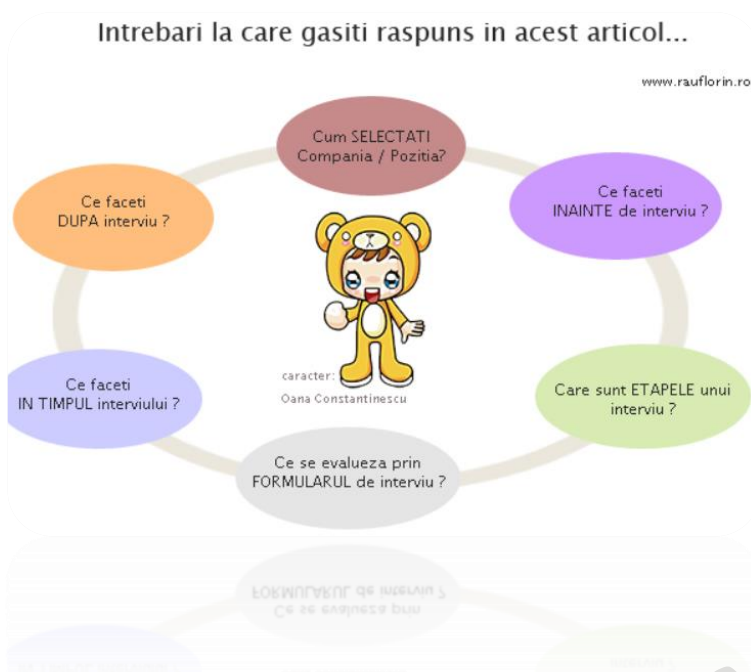 Intrebari la care gasiti raspuns in acest articol...
www.rauflorin.ro
Cum SELECTATI
Compania / Pozitia?
Ce faceti
INAINTE de interviu ?
Care sunt ETAPELE unui
interviu ?
Ce se evalueza prin
FORMULARUL de interviu ?
Ce faceti
IN TIMPUL interviului ?
Ce faceti
DUPA interviu ?
caracter:
Oana Constantinescu